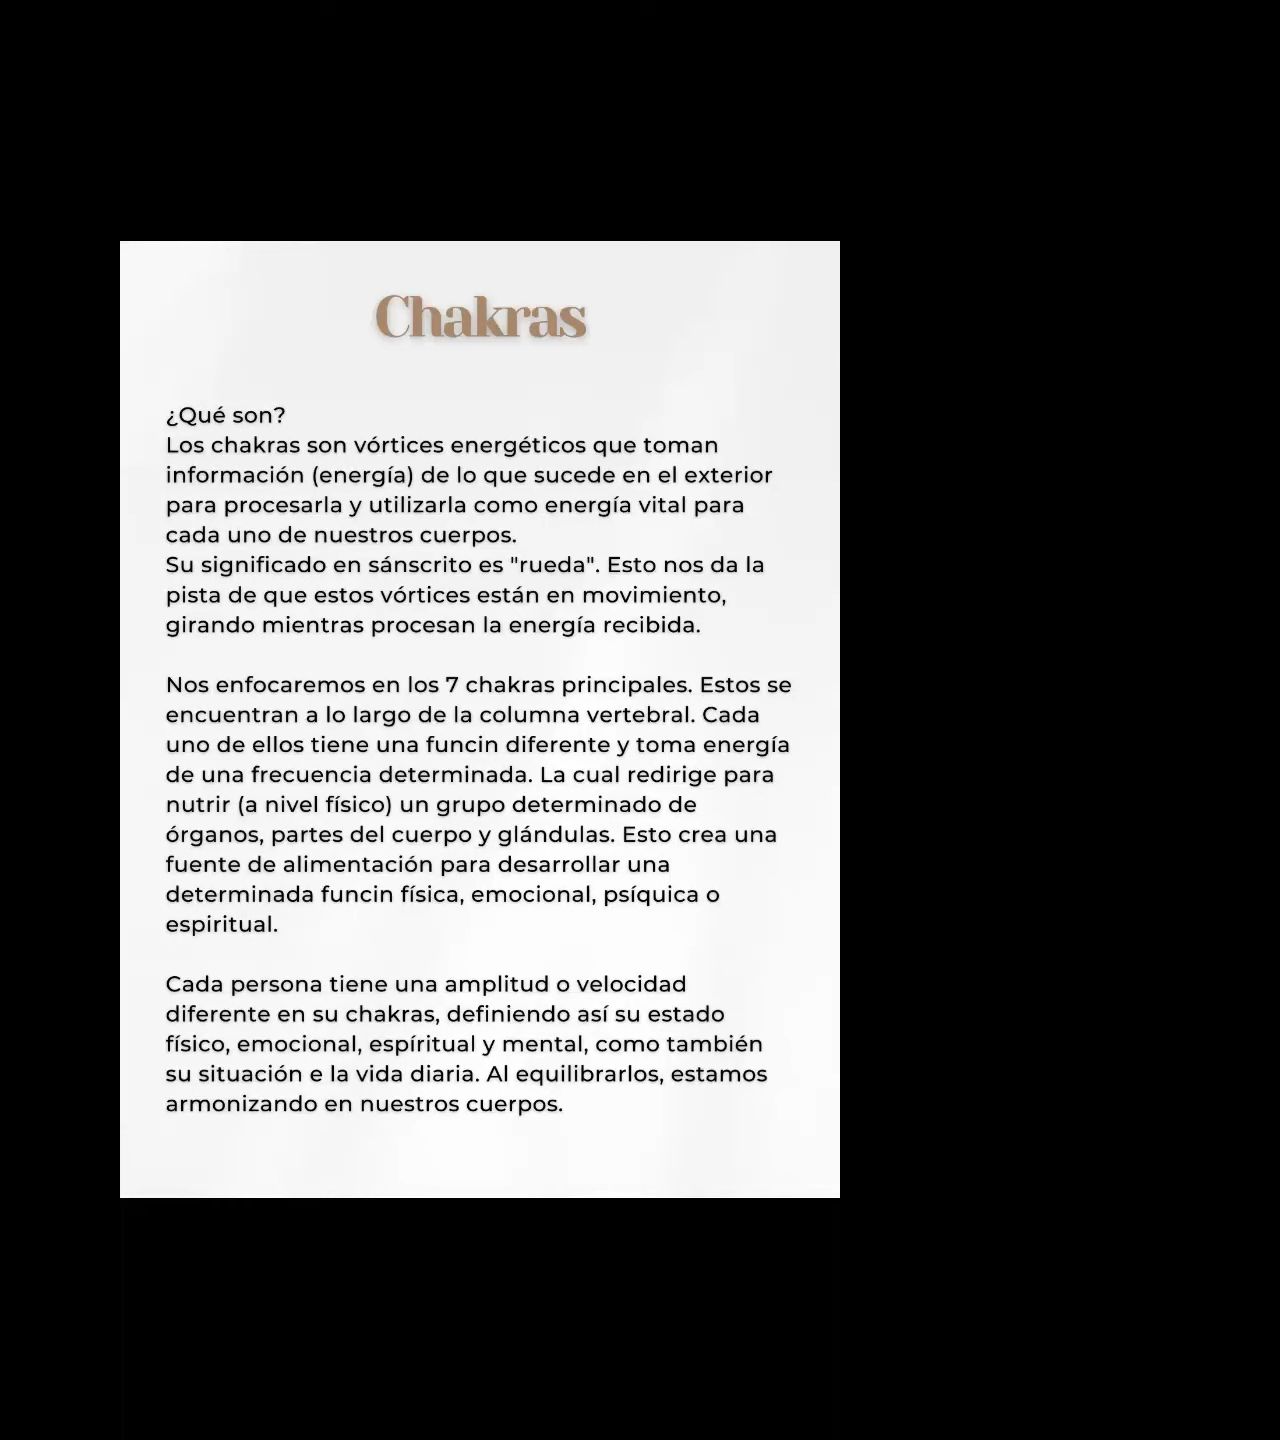 Chakras
¿Qué son?
Los chakras son vórtices energéticos que toman
información (energía) de lo que sucede en el exterior
para procesarla y utilizarla como energía vital para
cada uno de nuestros cuerpos.
Su significado en sánscrito es "rueda". Esto nos da la
pista de que estos vórtices están en movimiento,
girando mientras procesan la energía recibida.
Nos enfocaremos en los 7 chakras principales. Estos se
encuentran a lo largo de la columna vertebral. Cada
uno de ellos tiene una funcin diferente y toma energía
de una frecuencia determinada. La cual redirige para
nutrir (a nivel físico) un grupo determinado de
órganos, partes del cuerpo y glándulas. Esto crea una
fuente de alimentación para desarrollar una
determinada funcin física, emocional, psíquica o
espiritual.
Cada persona tiene una amplitud o velocidad
diferente en su chakras, definiendo así su estado
físico, emocional, espíritual y mental, como también
su situación e la vida diaria. Al equilibrarlos, estamos
armonizando en nuestros cuerpos.